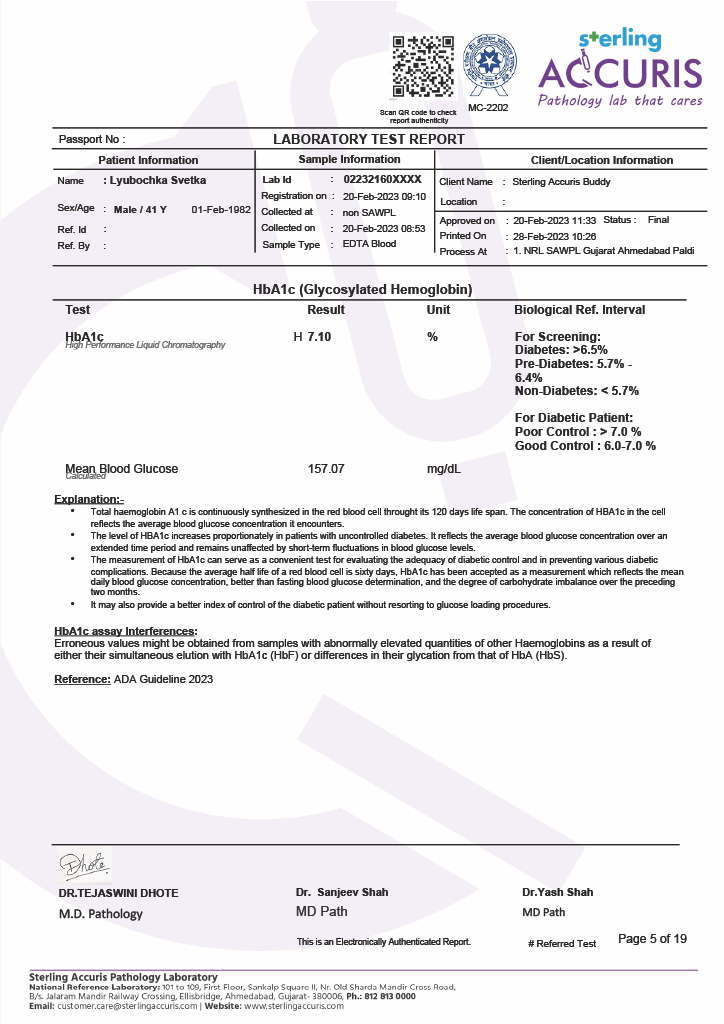 sterling
ACCURIS
Pathology lab that cares
Scan QR code to check
report authenticity
MC-2202
Passport No :
LABORATORY TEST REPORT
Patient Information
Sample Information
Client/Location Information
Name : Lyubochka Svetka
Lab Id : 02232160XXXX
Client Name : Sterling Accuris Buddy
Registration on : 20-Feb-2023 09:10
Location :
Sex/Age : Male / 41 Y 01-Feb-1982
Collected at : non SAWPL
Approved on : 20-Feb-2023 11:33 Status : Final
Ref. Id :
Collected on : 20-Feb-2023 08:53
Printed On : 28-Feb-2023 10:26
Ref. By :
Sample Type : EDTA Blood
Process At : 1. NRL SAWPL Gujarat Ahmedabad Paldi
HbA1c (Glycosylated Hemoglobin)
Test Result Unit Biological Ref. Interval
HbA1c H 7.10 % For Screening:
High Performance Liquid Chromatography
Diabetes: >6.5%
Pre-Diabetes: 5.7% -
6.4%
Non-Diabetes: < 5.7%
For Diabetic Patient:
Poor Control : > 7.0 %
Good Control : 6.0-7.0 %
Mean Blood Glucose 157.07 mg/dL
Calculated
Explanation:-
• Total haemoglobin A1 c is continuously synthesized in the red blood cell throught its 120 days life span. The concentration of HBA1c in the cell
reflects the average blood glucose concentration it encounters.
• The level of HBA1c increases proportionately in patients with uncontrolled diabetes. It reflects the average blood glucose concentration over an
extended time period and remains unaffected by short-term fluctuations in blood glucose levels.
• The measurement of HbA1c can serve as a convenient test for evaluating the adequacy of diabetic control and in preventing various diabetic
complications. Because the average half life of a red blood cell is sixty days, HbA1c has been accepted as a measurement which reflects the mean
daily blood glucose concentration, better than fasting blood glucose determination, and the degree of carbohydrate imbalance over the preceding
two months.
• It may also provide a better index of control of the diabetic patient without resorting to glucose loading procedures.
HbA1c assay Interferences:
Erroneous values might be obtained from samples with abnormally elevated quantities of other Haemoglobins as a result of
either their simultaneous elution with HbA1c (HbF) or differences in their glycation from that of HbA (HbS).
Reference: ADA Guideline 2023
Dhote
DR.TEJASWINI DHOTE
Dr. Sanjeev Shah
Dr.Yash Shah
M.D. Pathology
MD Path
MD Path
This is an Electronically Authenticated Report.
# Referred Test
Page 5 of 19
Sterling Accuris Pathology Laboratory
National Reference Laboratory: 101 to 109, First Floor, Sankalp Square II, Nr. Old Sharda Mandir Cross Road,
B/s. Jalaram Mandir Railway Crossing, Ellisbridge, Ahmedabad, Gujarat- 380006, Ph.: 812 813 0000
Email: customer.care@sterlingaccuris.com | Website: www.sterlingaccuris.com